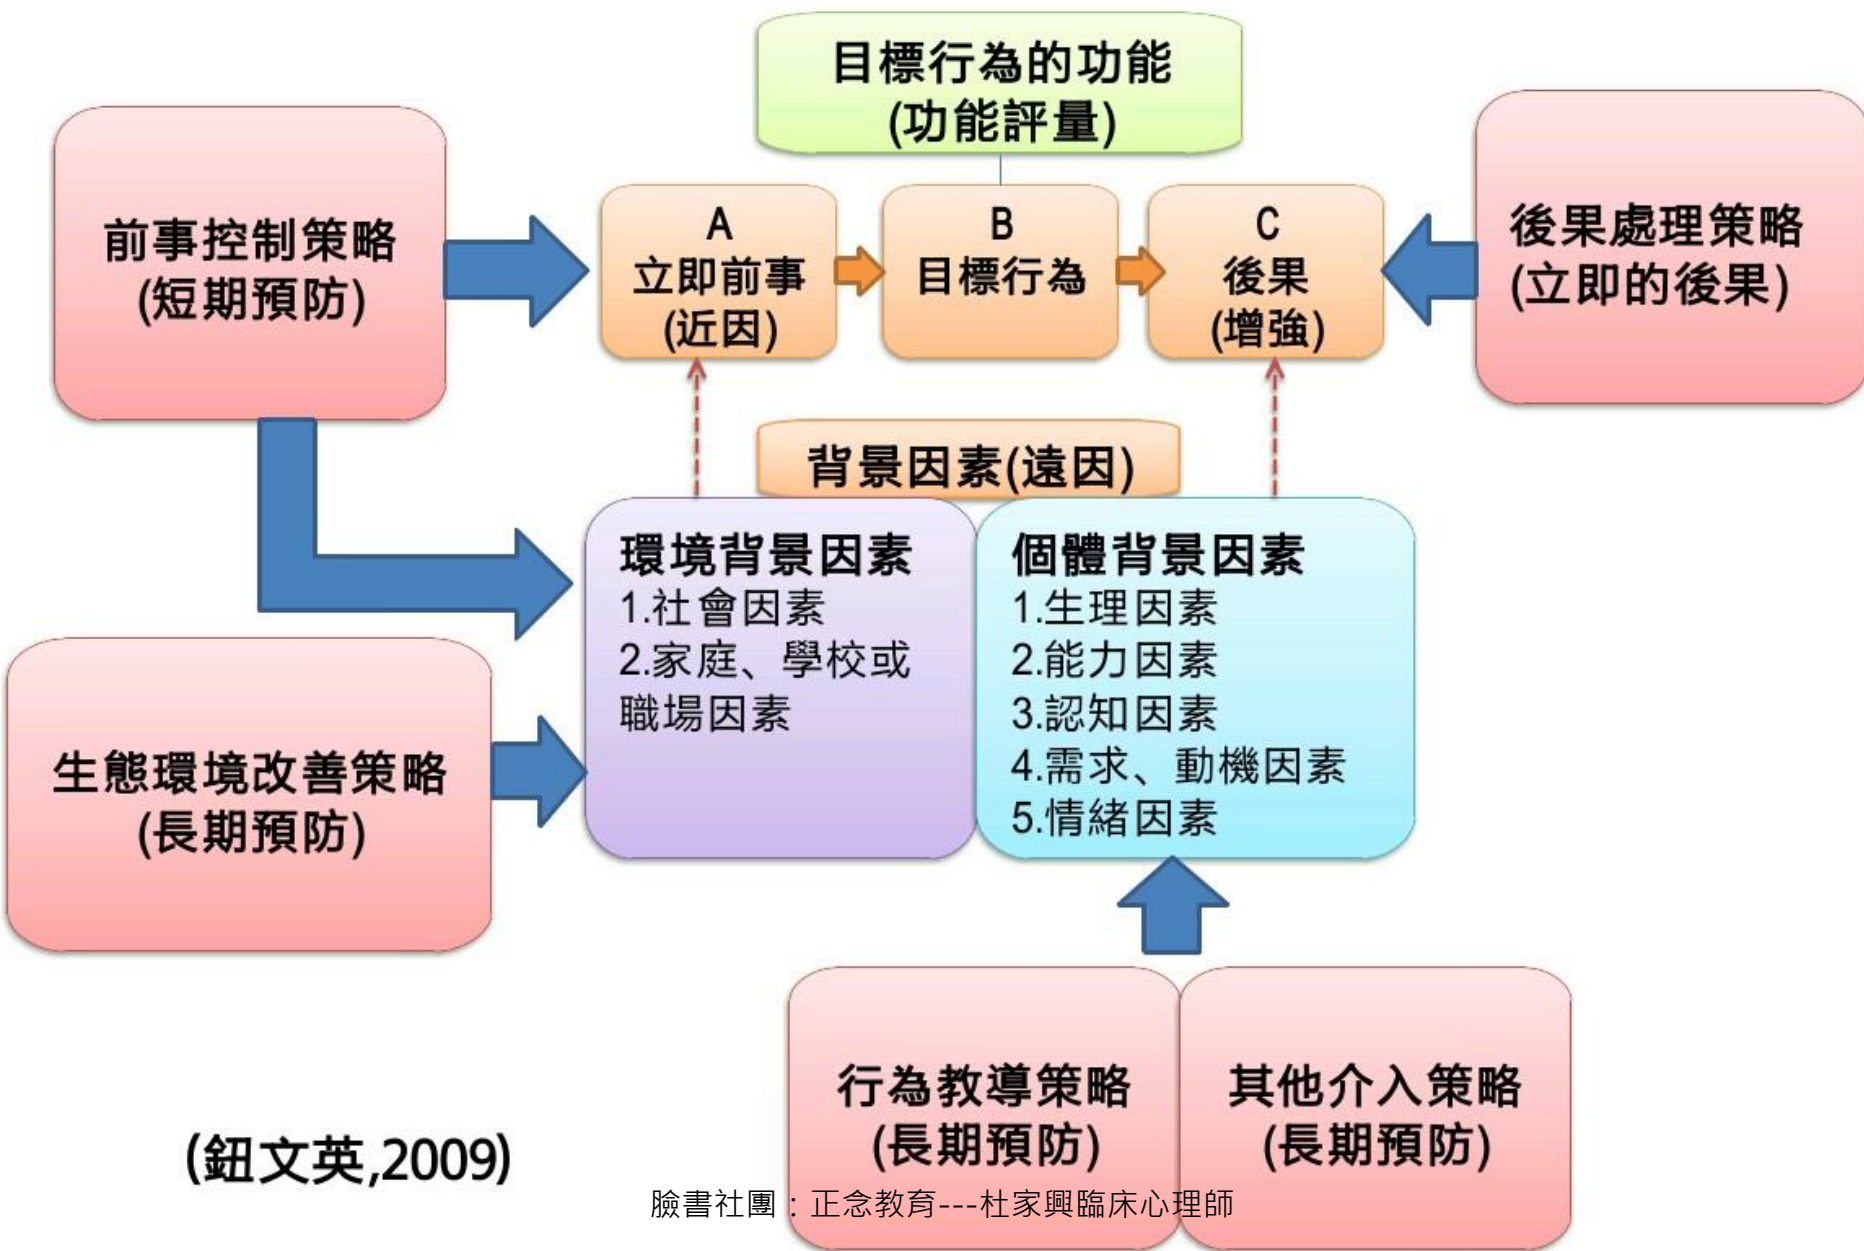 目標行為的功能
(功能評量)
前事控制策略
(短期預防)
A
立即前事
(近因)
B
目標行為
C
後果
(增強)
後果處理策略
(立即的後果)
背景因素(遠因)
環境背景因素
1.社會因素
2.家庭、學校或
職場因素
個體背景因素
1.生理因素
2.能力因素
3.認知因素
4.需求、動機因素
5.情緒因素
生態環境改善策略
(長期預防)
行為教導策略
(長期預防)
其他介入策略
(長期預防)
(鈕文英,2009)
臉書社團：正念教育---杜家興臨床心理師